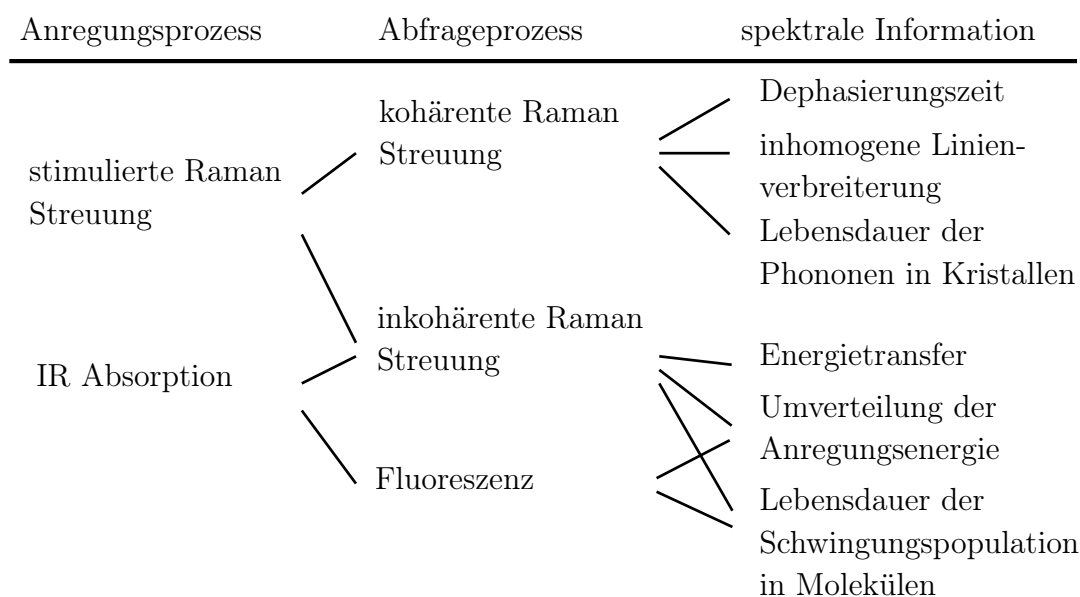 Anregungsprozess
Abfrageprozess
spektrale Information
stimulierte Raman
Streuung
IR Absorption
kohärente Raman
Streuung
inkohärente Raman
Streuung
Fluoreszenz
Dephasierungszeit
inhomogene Linien-
verbreiterung
Lebensdauer der
Phononen in Kristallen
Energietransfer
Umverteilung der
Anregungsenergie
Lebensdauer der
Schwingungspopulation
in Molekülen